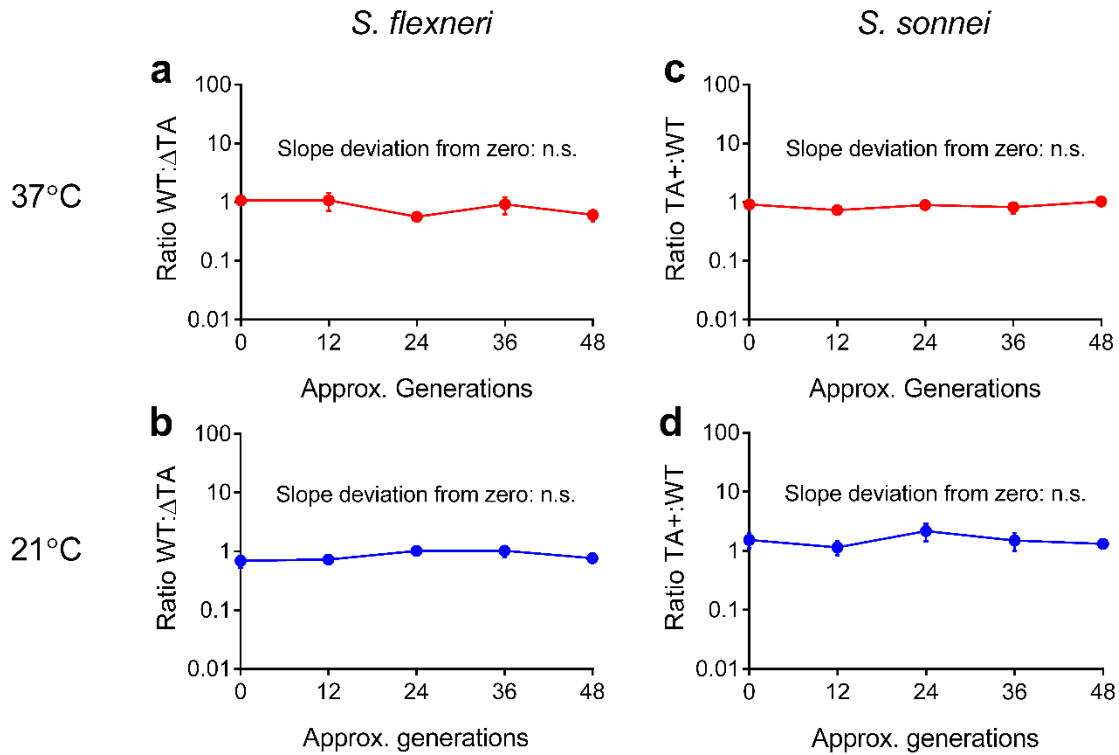 S. flexneri
S. sonnei
37°C
a
Ratio WT:ΔTA
100
10
1
0.1
0.01
Slope deviation from zero: n.s.
0 12 24 36 48
Approx. Generations
c
Ratio TA+:WT
100
10
1
0.1
0.01
Slope deviation from zero: n.s.
0 12 24 36 48
Approx. Generations
21°C
b
Ratio WT:ΔTA
100
10
1
0.1
0.01
Slope deviation from zero: n.s.
0 12 24 36 48
Approx. generations
d
Ratio TA+:WT
100
10
1
0.1
0.01
Slope deviation from zero: n.s.
0 12 24 36 48
Approx. generations